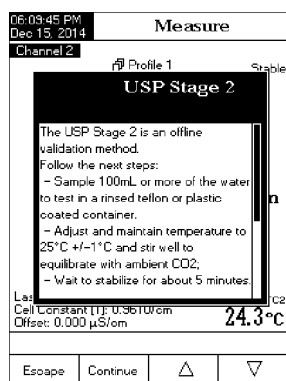 06:09:45 PM
Dec 15, 2014
Measure
Channel 2
Profile 1
Stable
USP Stage 2
The USP Stage 2 is an offline
validation method.
Follow the next steps:
– Sample 100mL or more of the water
to test in a rinsed teflon or plastic
coated container.
– Adjust and maintain temperature to
25°C +/-1°C and stir well to
equilibrate with ambient CO2;
– Wait to stabilize for about 5 minutes.
Cell Constant [1]: 0.9610/cm
Offset: 0.000 µS/cm
24.3°C
Escape Continue △ ▽